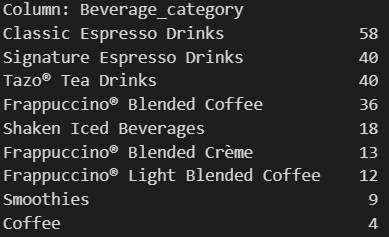 Column: Beverage_category
Classic Espresso Drinks 58
Signature Espresso Drinks 40
Tazo® Tea Drinks 40
Frappuccino® Blended Coffee 36
Shaken Iced Beverages 18
Frappuccino® Blended Crème 13
Frappuccino® Light Blended Coffee 12
Smoothies 9
Coffee 4